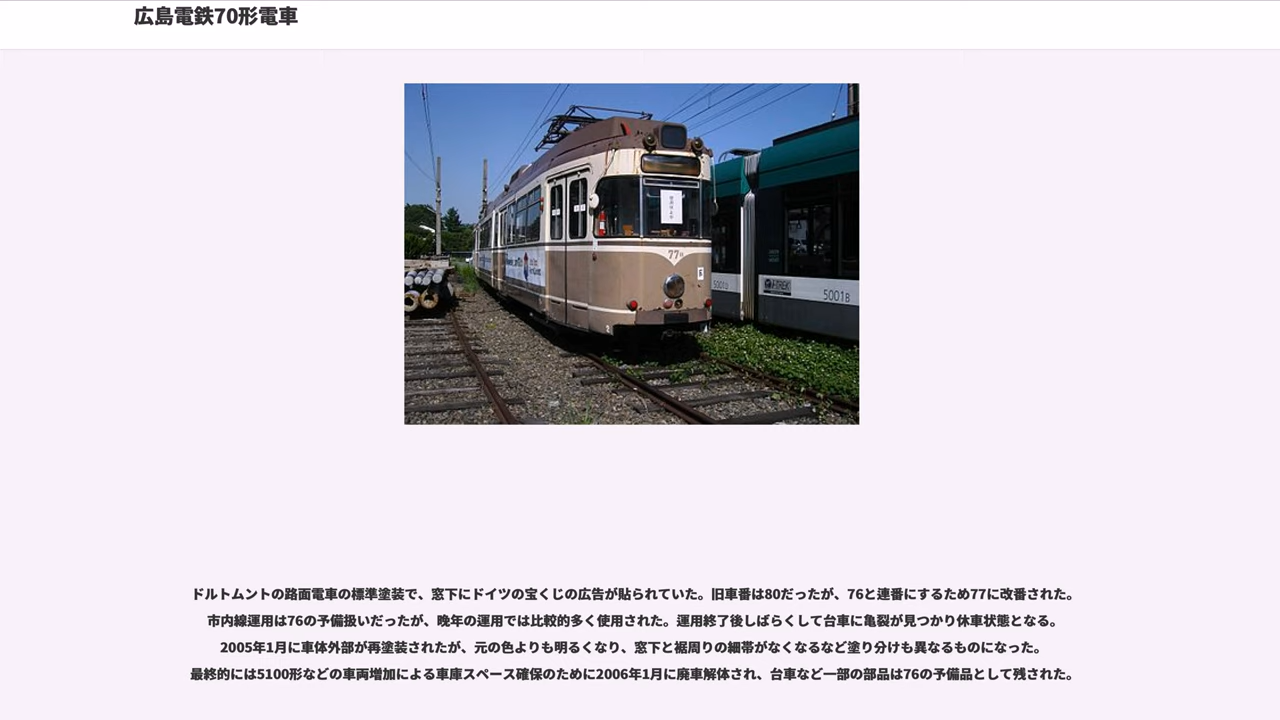 広島電鉄70形電車
77
5001
5001B
ドルトムントの路面電車の標準塗装で、窓下にドイツの宝くじの広告が貼られていた。旧車番は80だったが、76と連番にするため77に改番された。
市内線運用は76の予備扱いだったが、晩年の運用では比較的多く使用された。運用終了後しばらくして台車に亀裂が見つかり休車状態となる。
2005年1月に車体外部が再塗装されたが、元の色よりも明るくなり、窓下と裾周りの細帯がなくなるなど塗り分けも異なるものになった。
最終的には5100形などの車両増加による車庫スペース確保のために2006年1月に廃車解体され、台車など一部の部品は76の予備品として残された。